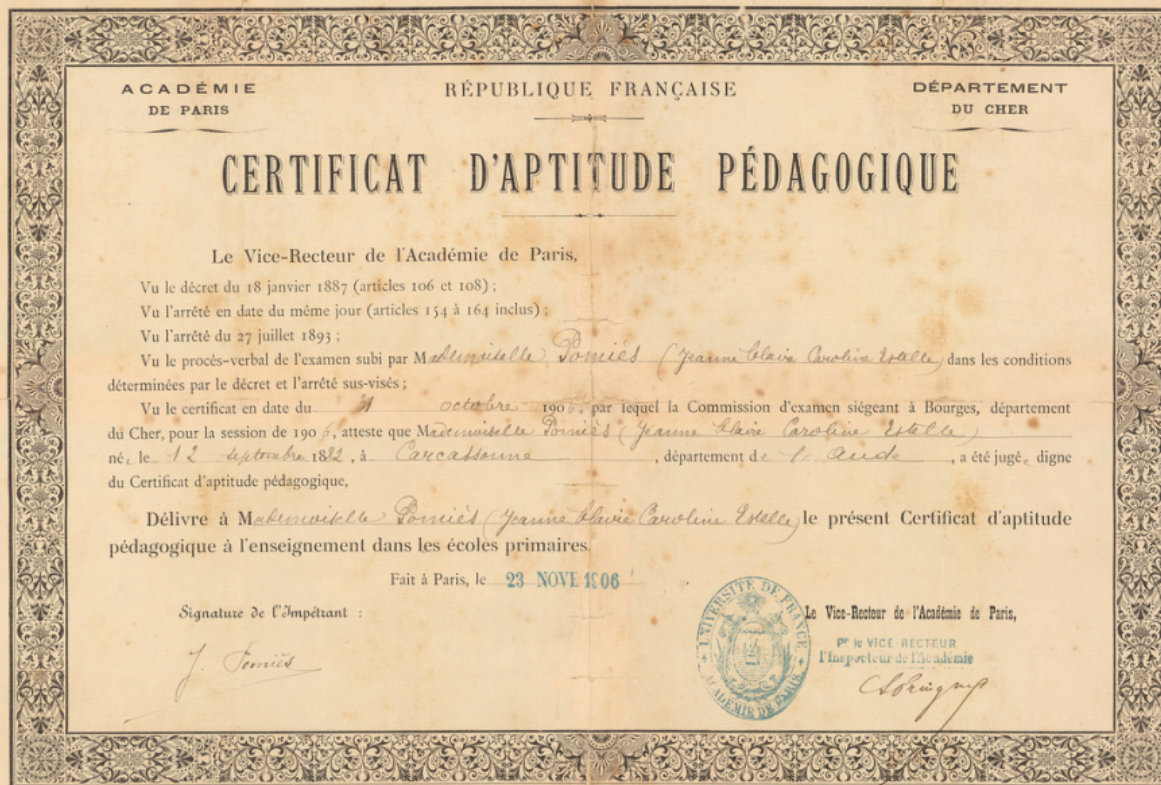 ACADÉMIE
DE PARIS
RÉPUBLIQUE FRANÇAISE
DÉPARTEMENT
DU CHER
CERTIFICAT D'APTITUDE PÉDAGOGIQUE
Le Vice-Recteur de l'Académie de Paris,
Vu le décret du 18 janvier 1887 (articles 106 et 108) ;
Vu l'arrêté en date du même jour (articles 154 à 164 inclus) ;
Vu l'arrêté du 27 juillet 1893 ;
Vu le procès-verbal de l'examen subi par Mademoiselle Pomiès (Jeanne Claire Caroline Estelle) dans les conditions
déterminées par le décret et l'arrêté sus-visés ;
Vu le certificat en date du octobre 1906, par lequel la Commission d'examen siégeant à Bourges, département
du Cher, pour la session de 1906, atteste que Mademoiselle Pomiès (Jeanne Claire Caroline Estelle)
née le 12 septembre 1882, à Carcassonne, département de l'Aude, a été jugée digne
du Certificat d'aptitude pédagogique,
Délivre à Mademoiselle Pomiès (Jeanne Claire Caroline Estelle) le présent Certificat d'aptitude
pédagogique à l'enseignement dans les écoles primaires.
Fait à Paris, le 23 NOVE 1906
Signature de l'Impétrant :
Le Vice-Recteur de l'Académie de Paris,
Pr le VICE-RECTEUR
l'Inspecteur de l'Académie
J. Pomiès
UNIVERSITÉ DE FRANCE
ACADÉMIE DE PARIS